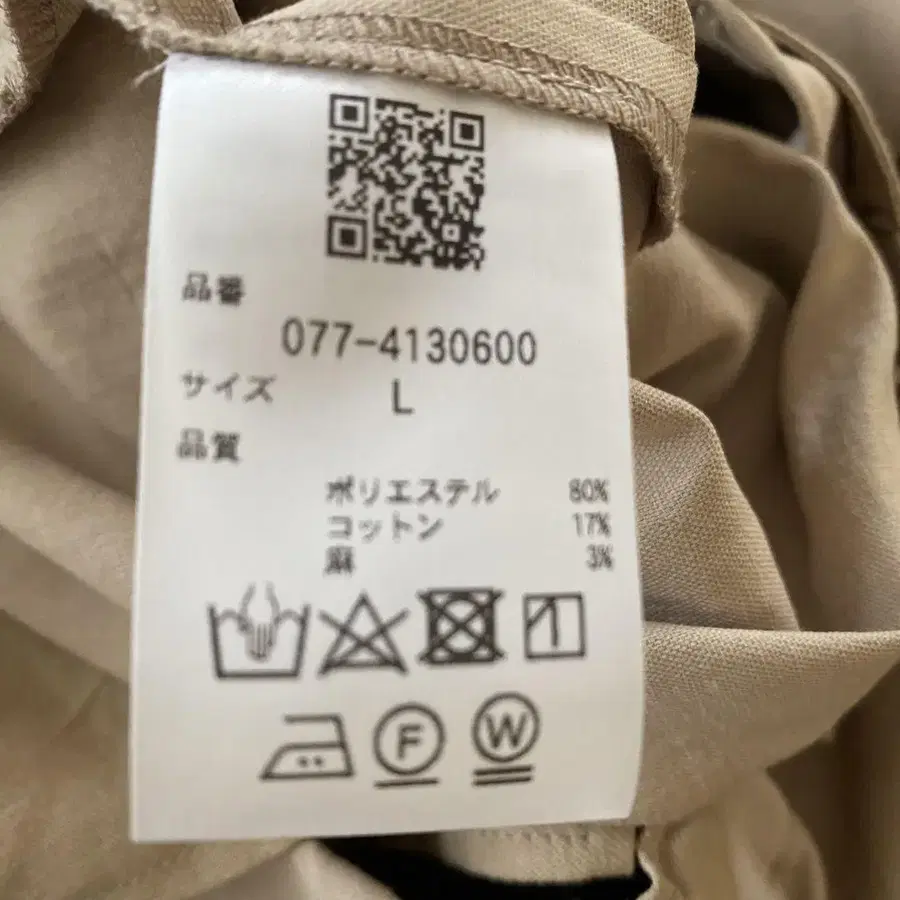 品番
077-4130600
サイズ L
品質
ポリエステル 80%
コットン 17%
麻 3%
F
W